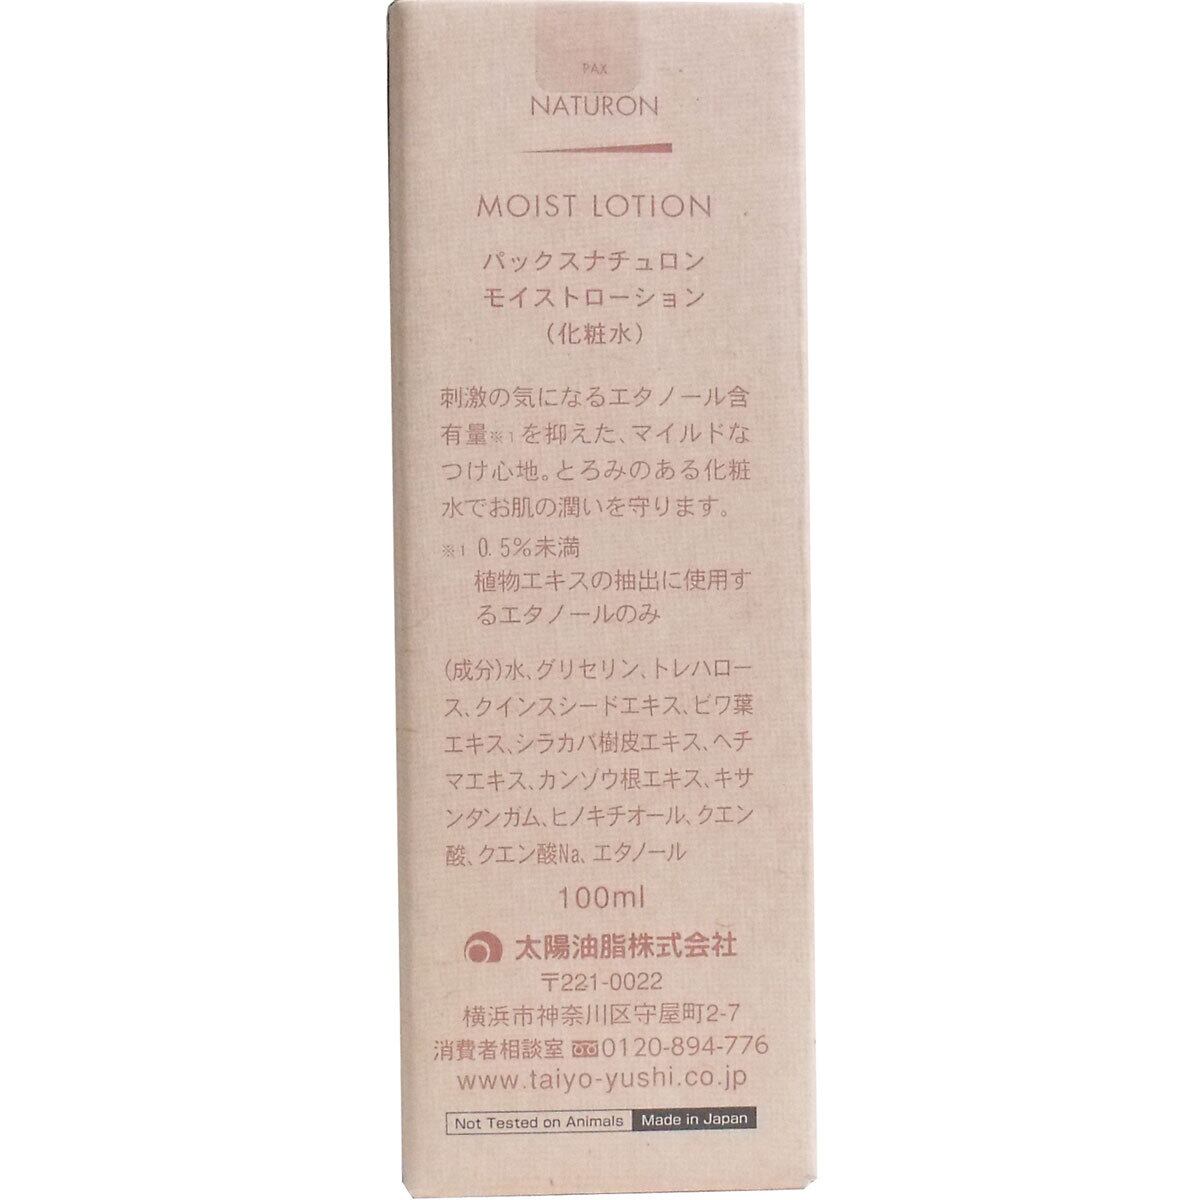 PAX
NATURON
MOIST LOTION
パックスナチュロン
モイストローション
（化粧水）
刺激の気になるエタノール含
有量※1を抑えた、マイルドな
つけ心地。とろみのある化粧
水でお肌の潤いを守ります。
※1 0.5%未満
植物エキスの抽出に使用す
るエタノールのみ
(成分)水、グリセリン、トレハロー
ス、クインスシードエキス、ビワ葉
エキス、シラカバ樹皮エキス、ヘチ
マエキス、カンゾウ根エキス、キサ
ンタンガム、ヒノキチオール、クエン
酸、クエン酸Na、エタノール
100ml
太陽油脂株式会社
〒221-0022
横浜市神奈川区守屋町2-7
消費者相談室 0120-894-776
www.taiyo-yushi.co.jp
Not Tested on Animals Made in Japan